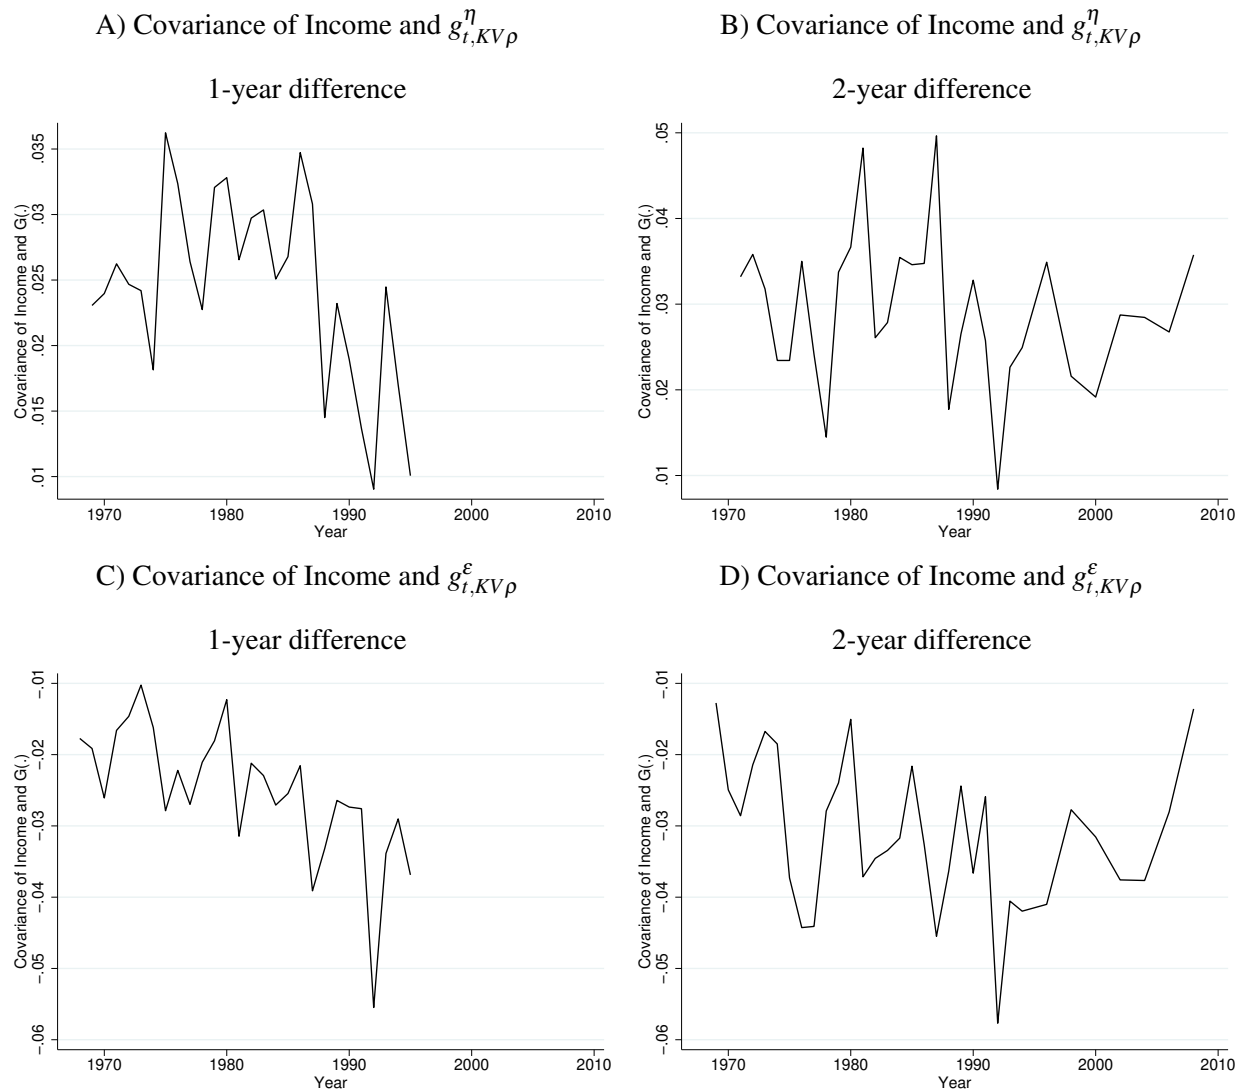 A) Covariance of Income and g^η_{t,KVρ}
1-year difference
Covariance of Income and G(.)
.035
.03
.025
.02
.015
.01
1970 1980 1990 2000 2010
Year
B) Covariance of Income and g^η_{t,KVρ}
2-year difference
Covariance of Income and G(.)
.05
.04
.03
.02
.01
1970 1980 1990 2000 2010
Year
C) Covariance of Income and g^ε_{t,KVρ}
1-year difference
Covariance of Income and G(.)
-.01
-.02
-.03
-.04
-.05
-.06
1970 1980 1990 2000 2010
Year
D) Covariance of Income and g^ε_{t,KVρ}
2-year difference
Covariance of Income and G(.)
-.01
-.02
-.03
-.04
-.05
-.06
1970 1980 1990 2000 2010
Year